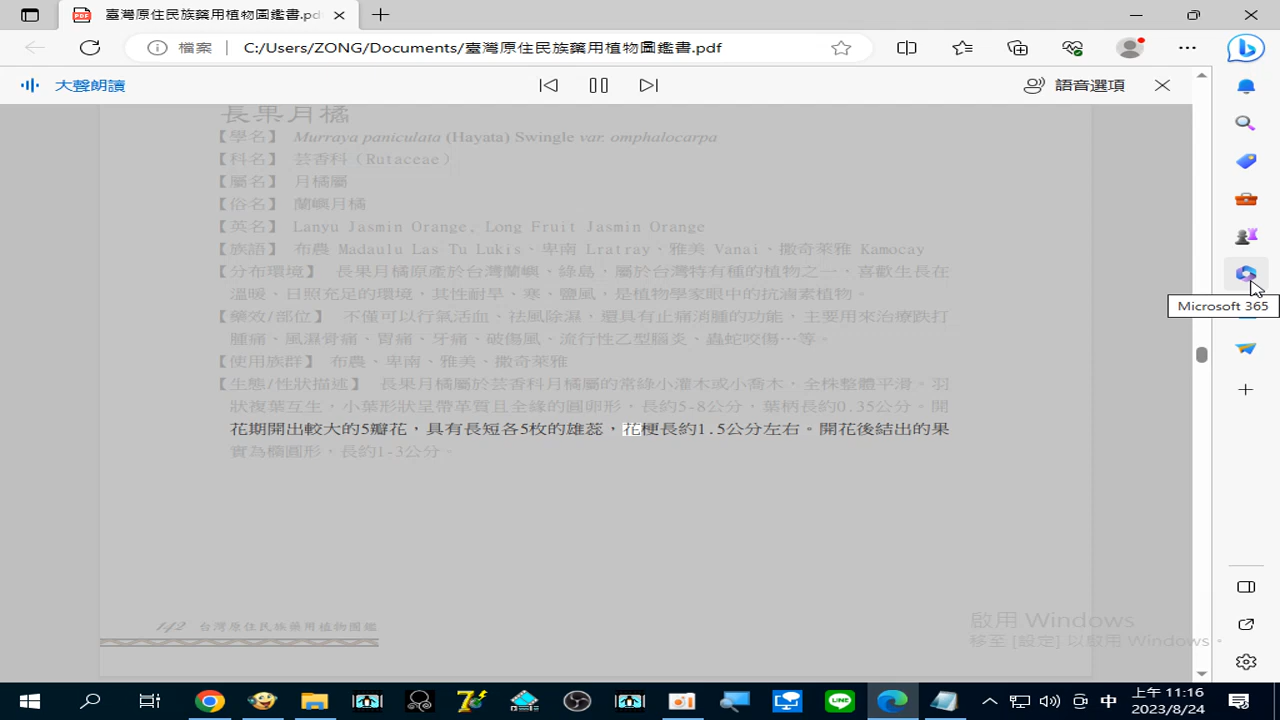 臺灣原住民族藥用植物圖鑑書.pdf
檔案
C:/Users/ZONG/Documents/臺灣原住民族藥用植物圖鑑書.pdf
大聲朗讀
語音選項
長果月橘
【學名】 Murraya paniculata (Hayata) Swingle var. omphalocarpa
【科名】 芸香科（Rutaceae）
【屬名】 月橘屬
【俗名】 蘭嶼月橘
【英名】 Lanyu Jasmin Orange、Long Fruit Jasmin Orange
【族語】 布農 Madaulu Las Tu Lukis，卑南 Lratray，雅美 Vanai，撒奇萊雅 Kamocay
【分布環境】 長果月橘原產於台灣蘭嶼、綠島，屬於台灣特有種的植物之一，喜歡生長在
溫暖、日照充足的環境，其性耐旱、寒、鹽風，是植物學家眼中的抗滷素植物。
【藥效/部位】 不僅可以行氣活血、祛風除濕，還具有止痛消腫的功能，主要用來治療跌打
腫痛、風濕骨痛、胃痛、牙痛、破傷風、流行性乙型腦炎、蟲蛇咬傷…等。
【使用族群】 布農、卑南、雅美、撒奇萊雅
【生態/性狀描述】 長果月橘屬於芸香科月橘屬的常綠小灌木或小喬木，全株整體平滑。羽
狀複葉互生，小葉形狀呈帶革質且全緣的圓卵形，長約5-8公分，葉柄長約0.35公分。開
花期開出較大的5瓣花，具有長短各5枚的雄蕊，花梗長約1.5公分左右。開花後結出的果
實為橢圓形，長約1-3公分。
142 台灣原住民族藥用植物圖鑑
Microsoft 365
啟用 Windows
移至 [設定] 以啟用 Windows。
中
上午 11:16
2023/8/24